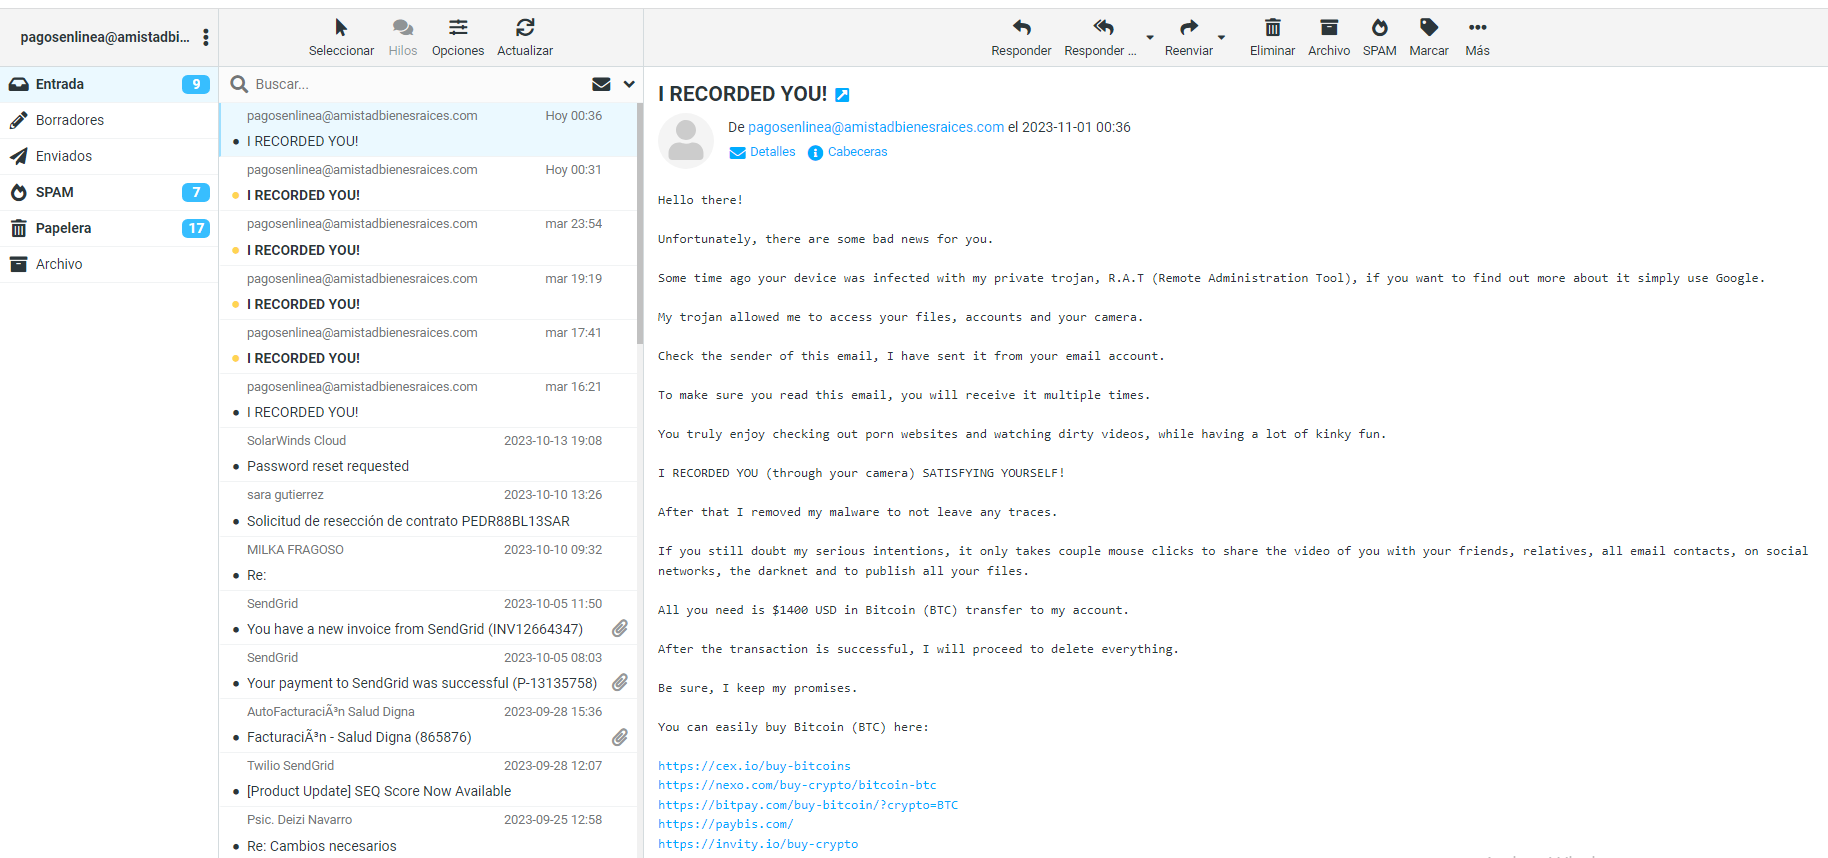 pagosenlinea@amistadbi...
Seleccionar
Hilos
Opciones
Actualizar
Responder
Responder ...
Reenviar
Eliminar
Archivo
SPAM
Marcar
Más
Entrada 9
Borradores
Enviados
SPAM 7
Papelera 17
Archivo
Buscar...
pagosenlinea@amistadbienesraices.com Hoy 00:36
• I RECORDED YOU!
pagosenlinea@amistadbienesraices.com Hoy 00:31
I RECORDED YOU!
pagosenlinea@amistadbienesraices.com mar 23:54
I RECORDED YOU!
pagosenlinea@amistadbienesraices.com mar 19:19
I RECORDED YOU!
pagosenlinea@amistadbienesraices.com mar 17:41
I RECORDED YOU!
pagosenlinea@amistadbienesraices.com mar 16:21
• I RECORDED YOU!
SolarWinds Cloud 2023-10-13 19:08
• Password reset requested
sara gutierrez 2023-10-10 13:26
• Solicitud de resección de contrato PEDR88BL13SAR
MILKA FRAGOSO 2023-10-10 09:32
• Re:
SendGrid 2023-10-05 11:50
• You have a new invoice from SendGrid (INV12664347)
SendGrid 2023-10-05 08:03
• Your payment to SendGrid was successful (P-13135758)
AutoFacturaciÃ³n Salud Digna 2023-09-28 15:36
• FacturaciÃ³n - Salud Digna (865876)
Twilio SendGrid 2023-09-28 12:07
• [Product Update] SEQ Score Now Available
Psic. Deizi Navarro 2023-09-25 12:58
• Re: Cambios necesarios
I RECORDED YOU!
De pagosenlinea@amistadbienesraices.com el 2023-11-01 00:36
Detalles Cabeceras
Hello there!
Unfortunately, there are some bad news for you.
Some time ago your device was infected with my private trojan, R.A.T (Remote Administration Tool), if you want to find out more about it simply use Google.
My trojan allowed me to access your files, accounts and your camera.
Check the sender of this email, I have sent it from your email account.
To make sure you read this email, you will receive it multiple times.
You truly enjoy checking out porn websites and watching dirty videos, while having a lot of kinky fun.
I RECORDED YOU (through your camera) SATISFYING YOURSELF!
After that I removed my malware to not leave any traces.
If you still doubt my serious intentions, it only takes couple mouse clicks to share the video of you with your friends, relatives, all email contacts, on social
networks, the darknet and to publish all your files.
All you need is $1400 USD in Bitcoin (BTC) transfer to my account.
After the transaction is successful, I will proceed to delete everything.
Be sure, I keep my promises.
You can easily buy Bitcoin (BTC) here:
https://cex.io/buy-bitcoins
https://nexo.com/buy-crypto/bitcoin-btc
https://bitpay.com/buy-bitcoin/?crypto=BTC
https://paybis.com/
https://invity.io/buy-crypto